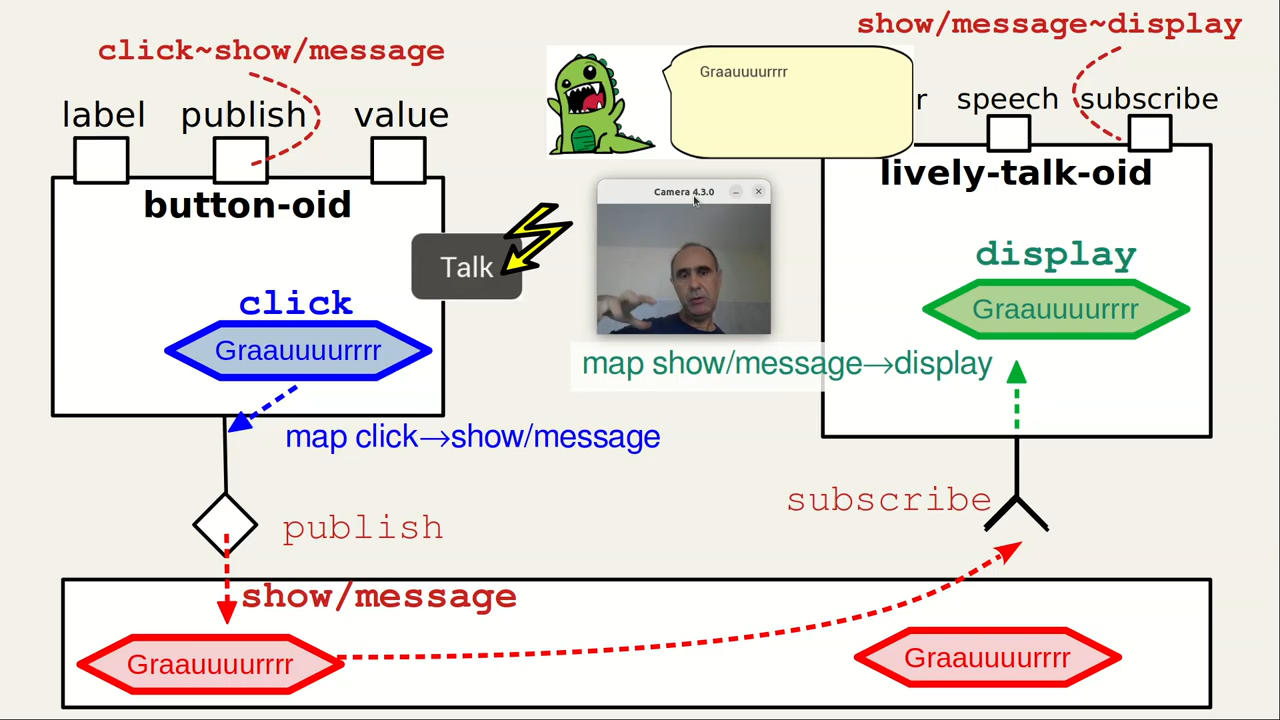 click~show/message
show/message~display
label publish value
Graauuuurrrr
r speech subscribe
button-oid
lively-talk-oid
Camera 4.3.0
Talk
display
click
Graauuuurrrr
Graauuuurrrr
map show/message→display
map click→show/message
subscribe
publish
show/message
Graauuuurrrr
Graauuuurrrr